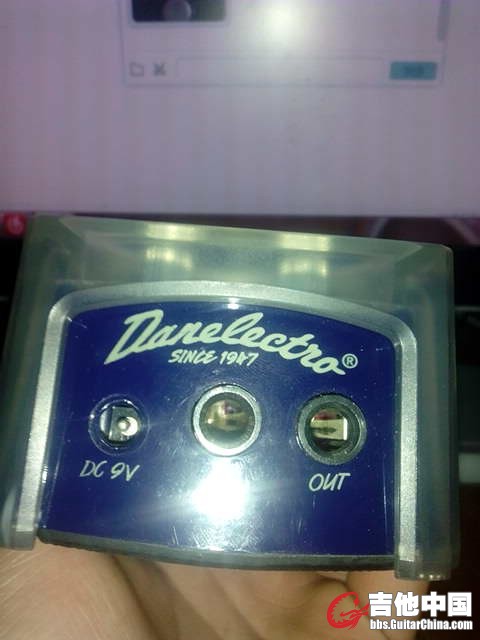 Danelectro®
SINCE 1947
DC 9V
OUT
吉他中国
bbs.GuitarChina.com